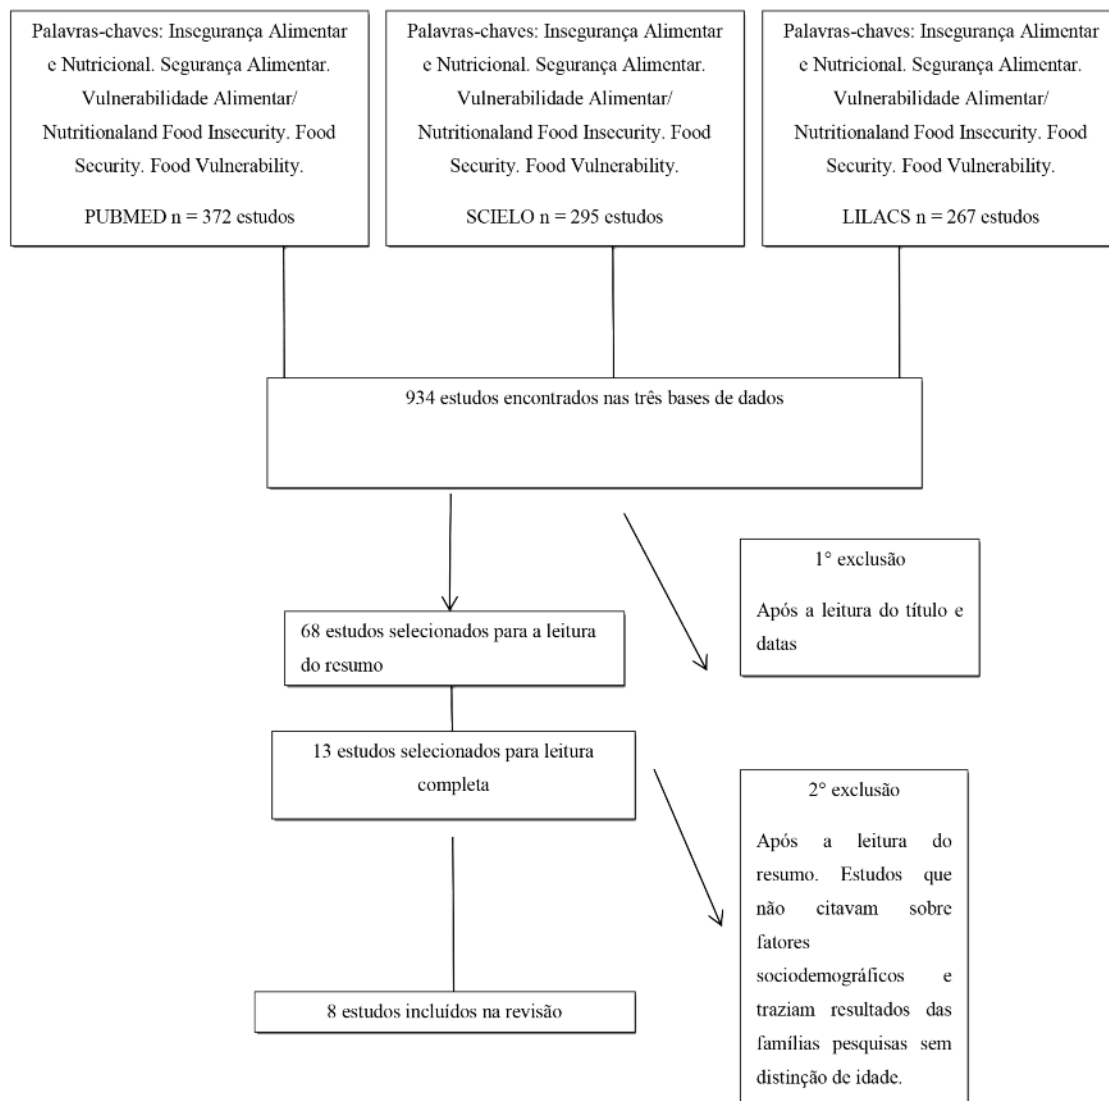 Palavras-chaves: Insegurança Alimentar
e Nutricional. Segurança Alimentar.
Vulnerabilidade Alimentar/
Nutritionaland Food Insecurity. Food
Security. Food Vulnerability.
PUBMED n = 372 estudos
Palavras-chaves: Insegurança Alimentar
e Nutricional. Segurança Alimentar.
Vulnerabilidade Alimentar/
Nutritionaland Food Insecurity. Food
Security. Food Vulnerability.
SCIELO n = 295 estudos
Palavras-chaves: Insegurança Alimentar
e Nutricional. Segurança Alimentar.
Vulnerabilidade Alimentar/
Nutritionaland Food Insecurity. Food
Security. Food Vulnerability.
LILACS n = 267 estudos
934 estudos encontrados nas três bases de dados
1° exclusão
Após a leitura do título e
datas
68 estudos selecionados para a leitura
do resumo
13 estudos selecionados para leitura
completa
2° exclusão
Após a leitura do
resumo. Estudos que
não citavam sobre
fatores
sociodemográficos e
traziam resultados das
famílias pesquisas sem
distinção de idade.
8 estudos incluídos na revisão